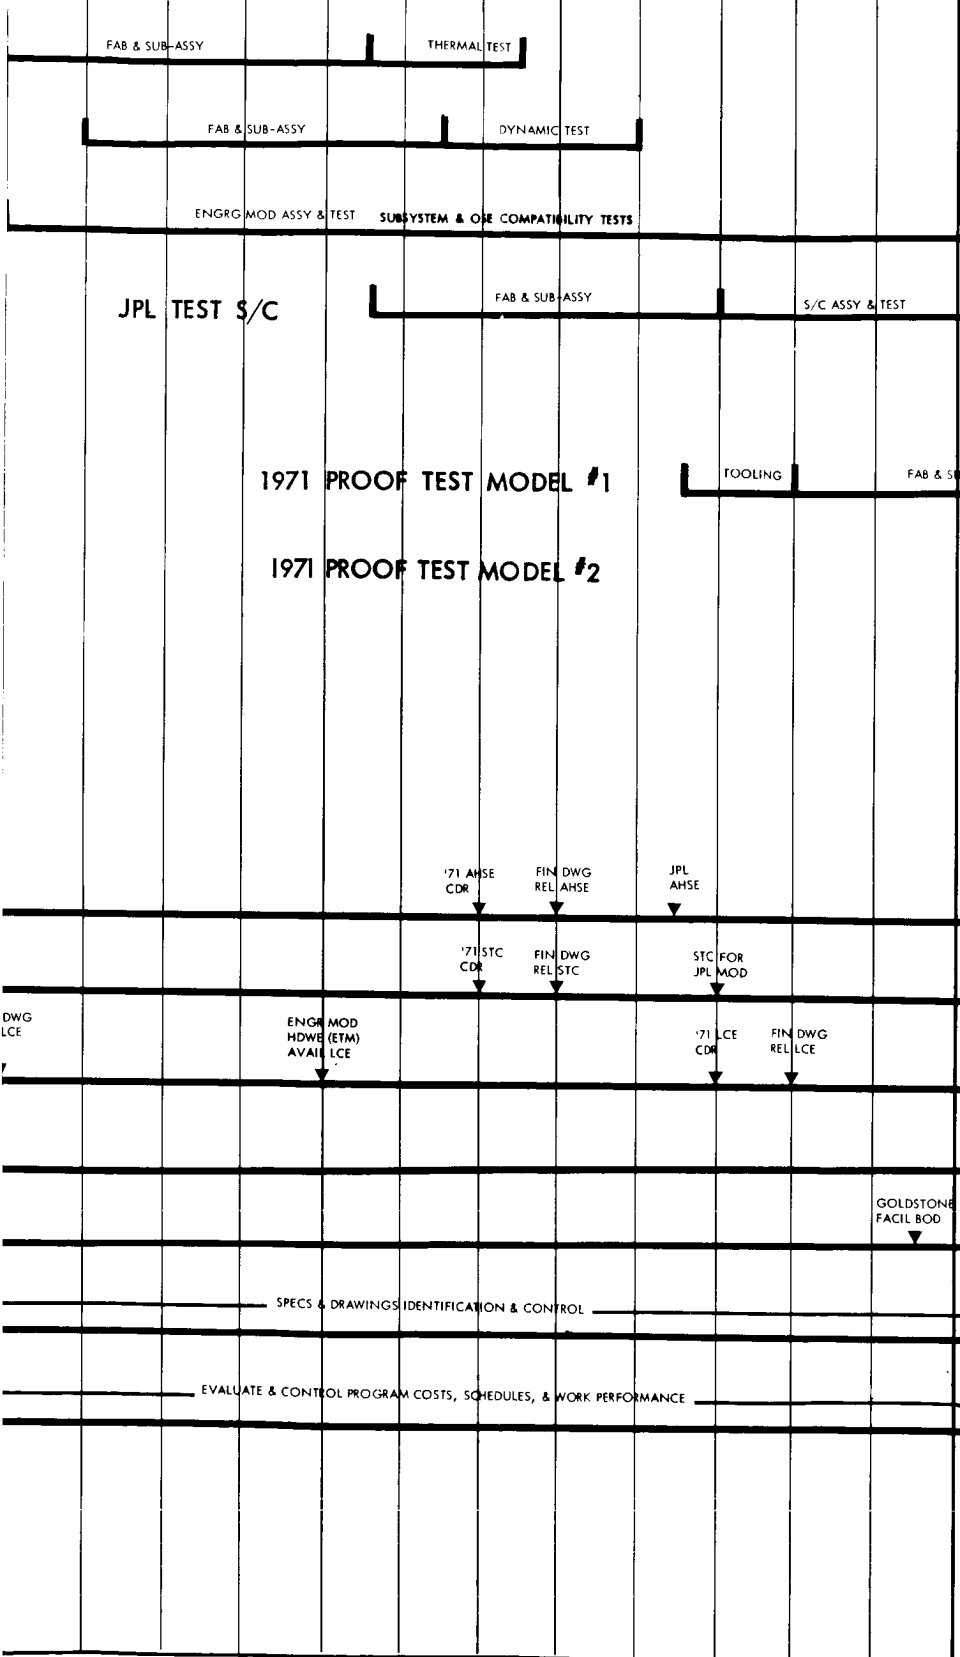 FAB & SUB-ASSY
THERMAL TEST
FAB & SUB-ASSY
DYNAMIC TEST
ENGRG MOD ASSY & TEST
SUBSYSTEM & OSE COMPATIBILITY TESTS
JPL TEST S/C
FAB & SUB-ASSY
S/C ASSY & TEST
1971 PROOF TEST MODEL #1
TOOLING
FAB & S
1971 PROOF TEST MODEL #2
'71 AHSE
CDR
FIN DWG
REL AHSE
JPL
AHSE
'71 STC
CDR
FIN DWG
REL STC
STC FOR
JPL MOD
DWG
LCE
ENGR MOD
HDWE (ETM)
AVAIL LCE
'71 LCE
CDR
FIN DWG
REL LCE
GOLDSTONE
FACIL BOD
SPECS & DRAWINGS IDENTIFICATION & CONTROL
EVALUATE & CONTROL PROGRAM COSTS, SCHEDULES, & WORK PERFORMANCE